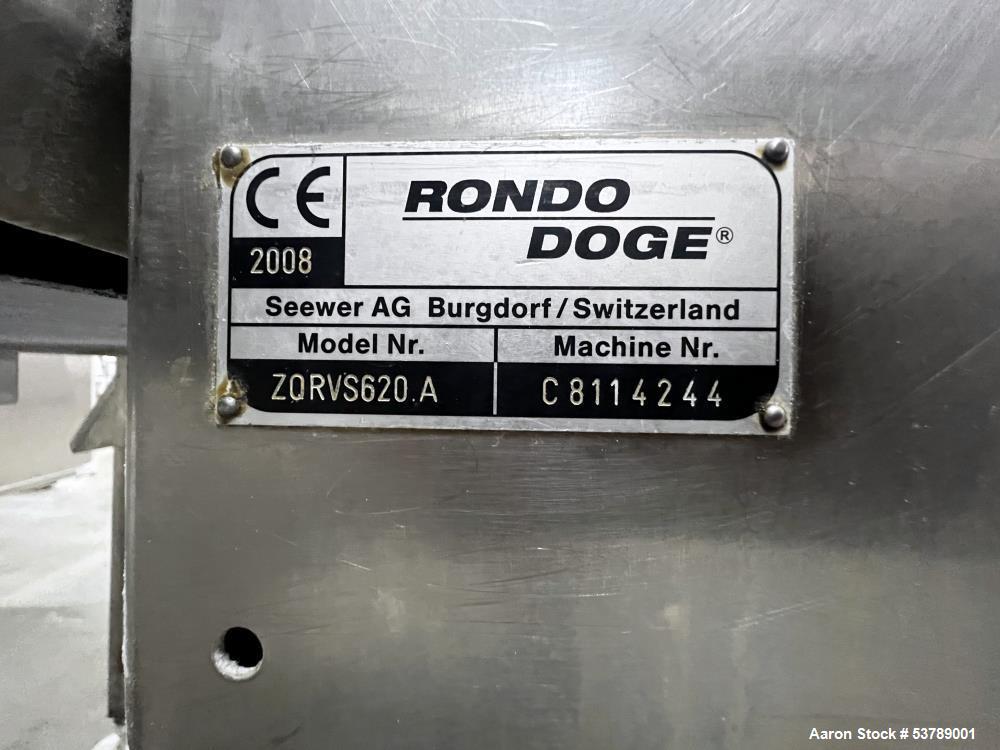 CE
RONDO
DOGE®
2008
Seewer AG Burgdorf/Switzerland
Model Nr.
Machine Nr.
ZQRVS620.A
C8114244
Aaron Stock # 53789001